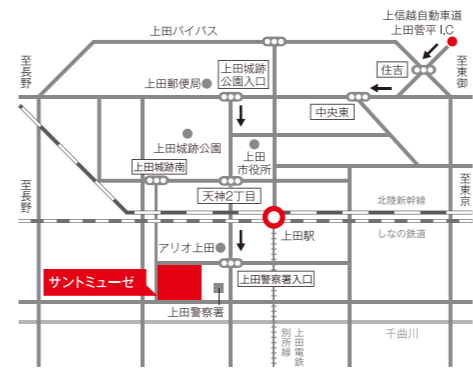 上信越自動車道
上田菅平 I.C
上田バイパス
至長野
上田郵便局
上田城跡
公園入口
住吉
至東御
中央東
上田城跡公園
上田
市役所
上田城跡南
至長野
天神2丁目
至東京
北陸新幹線
上田駅
しなの鉄道
アリオ上田
サントミューゼ
上田警察署入口
上田警察署
上田電鉄
別所線
千曲川